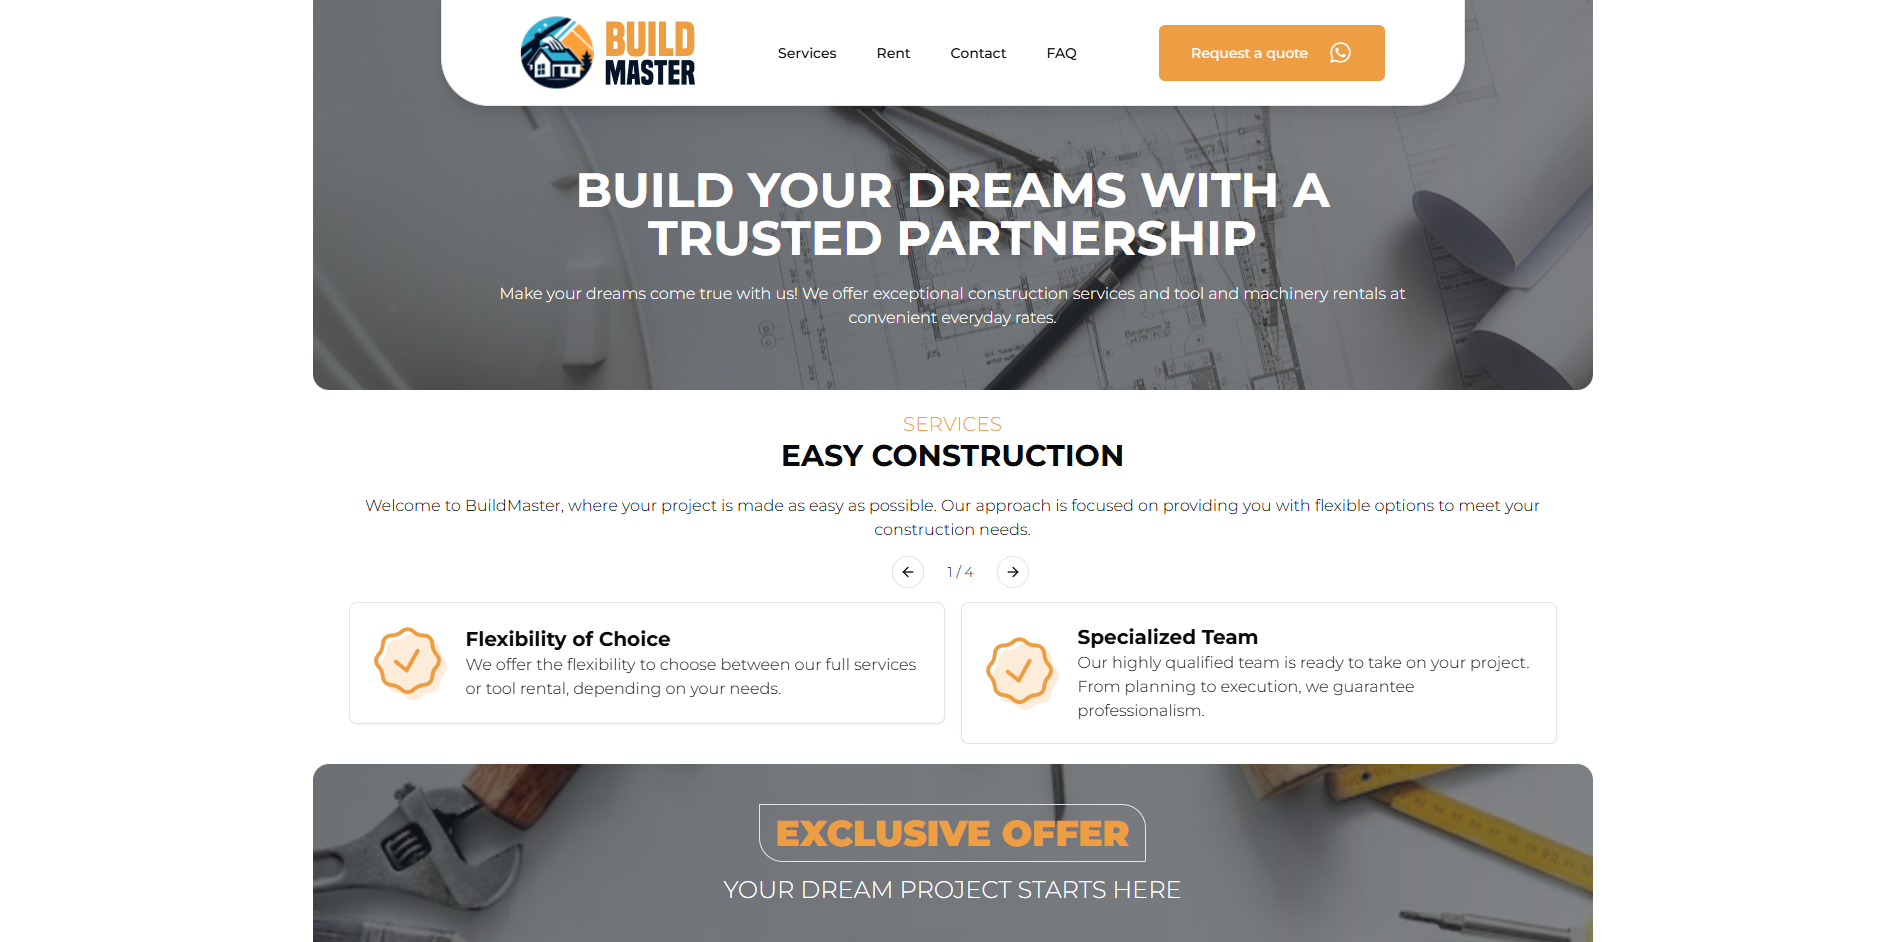 BUILD
MASTER
Services
Rent
Contact
FAQ
Request a quote
BUILD YOUR DREAMS WITH A
TRUSTED PARTNERSHIP
Make your dreams come true with us! We offer exceptional construction services and tool and machinery rentals at
convenient everyday rates.
SERVICES
EASY CONSTRUCTION
Welcome to BuildMaster, where your project is made as easy as possible. Our approach is focused on providing you with flexible options to meet your
construction needs.
1 / 4
Flexibility of Choice
We offer the flexibility to choose between our full services
or tool rental, depending on your needs.
Specialized Team
Our highly qualified team is ready to take on your project.
From planning to execution, we guarantee
professionalism.
EXCLUSIVE OFFER
YOUR DREAM PROJECT STARTS HERE